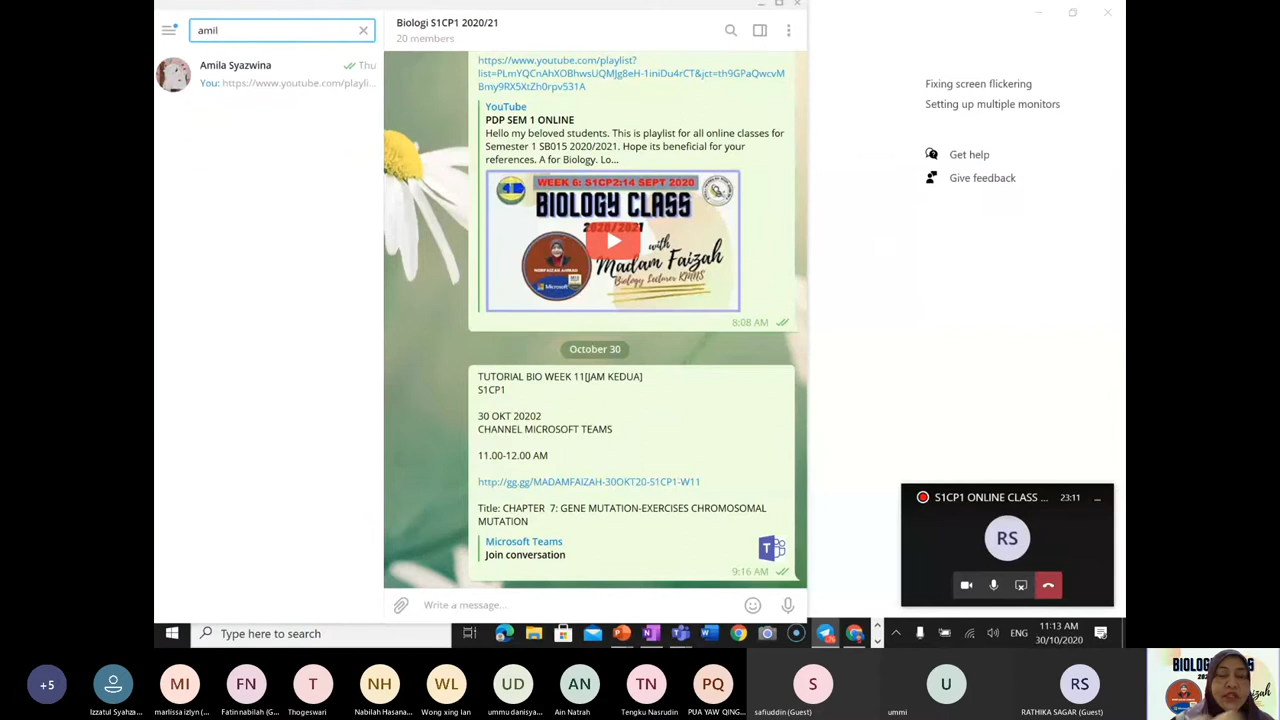 amil
Amila Syazwina
Thu
You: https://www.youtube.com/playli...
Biologi S1CP1 2020/21
20 members
https://www.youtube.com/playlist?
list=PLmYQCnAhXOBhwsUQMJg8eH-1iniDu4rCT&jct=th9GPaQwcvM
Bmy9RX5XtZh0rpv531A
YouTube
PDP SEM 1 ONLINE
Hello my beloved students. This is playlist for all online classes for
Semester 1 SB015 2020/2021. Hope its beneficial for your
references. A for Biology. Lo...
WEEK 6: S1CP2:14 SEPT 2020
BIOLOGY CLASS
2020/2021
with
Madam Faizah
Biology Lecturer KMNS
Microsoft
8:08 AM
October 30
TUTORIAL BIO WEEK 11[JAM KEDUA]
S1CP1
30 OKT 20202
CHANNEL MICROSOFT TEAMS
11.00-12.00 AM
http://gg.gg/MADAMFAIZAH-30OKT20-S1CP1-W11
Title: CHAPTER 7: GENE MUTATION-EXERCISES CHROMOSOMAL
MUTATION
Microsoft Teams
Join conversation
9:16 AM
Write a message...
Fixing screen flickering
Setting up multiple monitors
Get help
Give feedback
S1CP1 ONLINE CLASS ...
23:11
RS
Type here to search
ENG
11:13 AM
30/10/2020
+5
MI
FN
T
NH
WL
UD
AN
TN
PQ
S
U
RS
Izzatul Syahza...
marlissa izlyn (...
Fatin nabilah (G...
Thogeswari
Nabilah Hasana...
Wong xing lan
ummu danisya...
Ain Natrah
Tengku Nasrudin
PUA YAW QING...
safiuddin (Guest)
ummi
RATHIKA SAGAR (Guest)